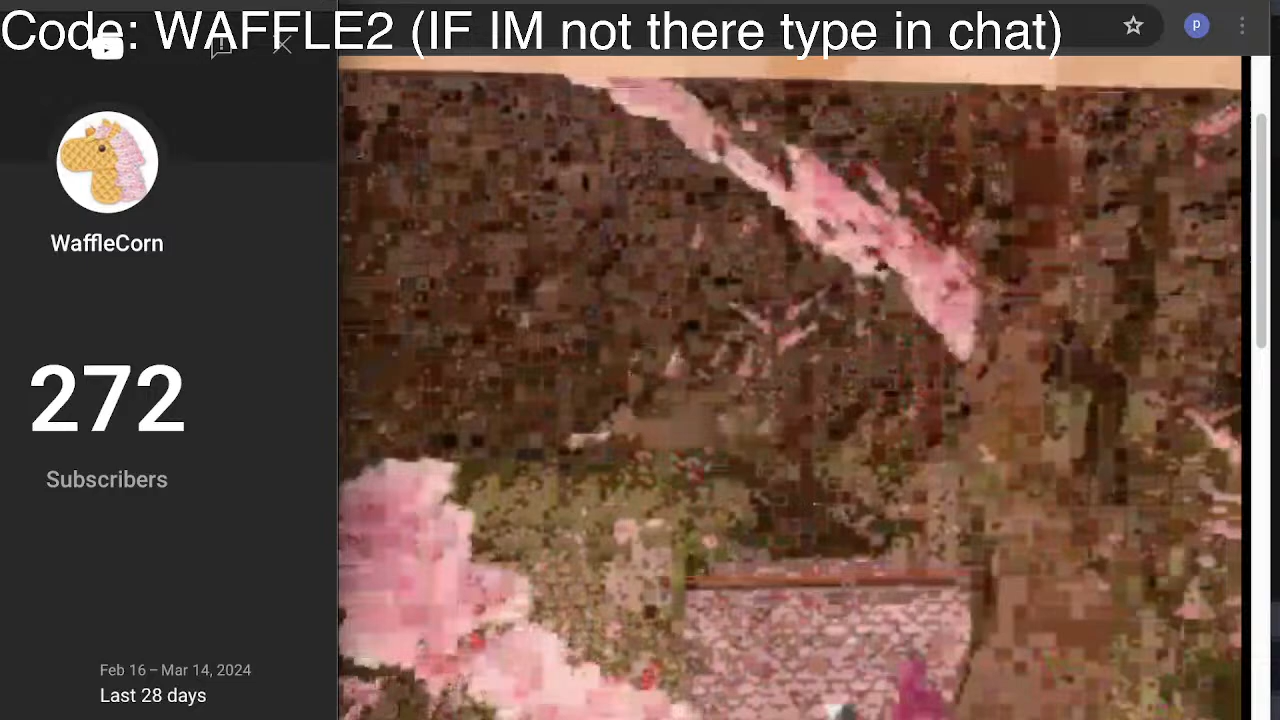 Code: WAFFLE2 (IF IM not there type in chat)
p
WaffleCorn
272
Subscribers
Feb 16 – Mar 14, 2024
Last 28 days